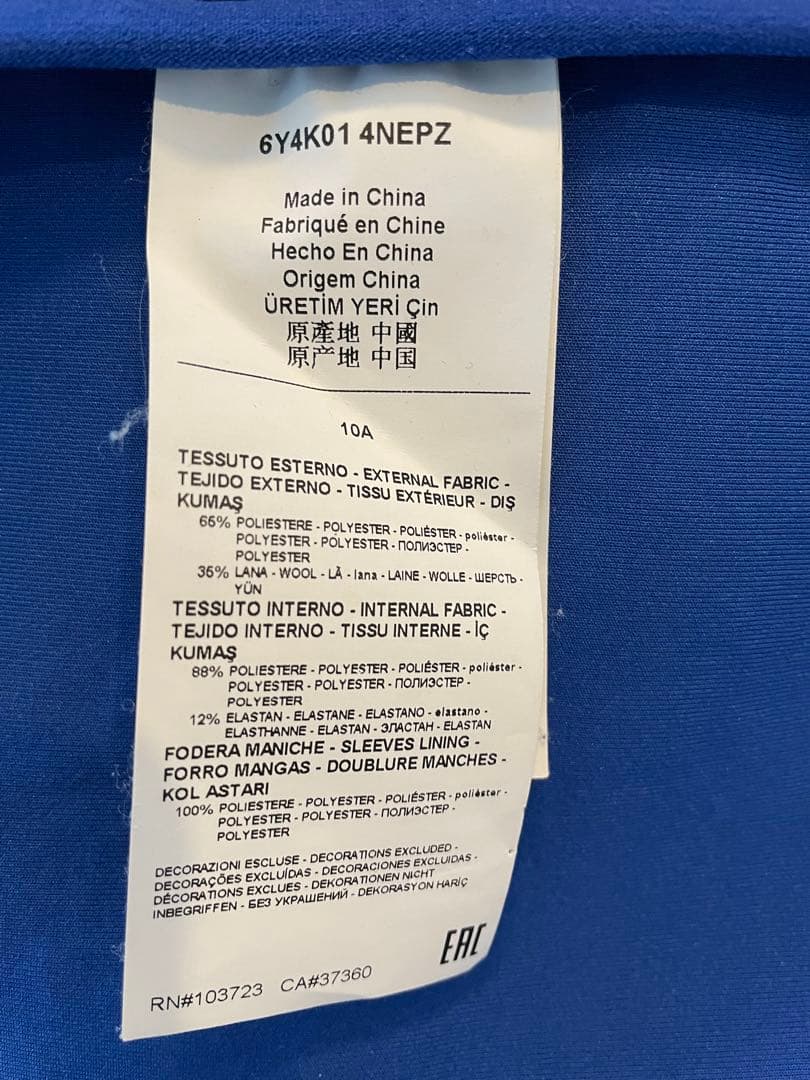 6Y4K01 4NEPZ
Made in China
Fabriqué en Chine
Hecho En China
Origem China
ÜRETİM YERİ Çin
原產地 中國
原产地 中国
10A
TESSUTO ESTERNO - EXTERNAL FABRIC -
TEJIDO EXTERNO - TISSU EXTÉRIEUR - DIŞ
KUMAŞ
65% POLIESTERE - POLYESTER - POLIÉSTER - poliéster -
POLYESTER - POLYESTER - ПОЛИЭСТЕР -
POLYESTER
35% LANA - WOOL - LÃ - lana - LAINE - WOLLE - ШЕРСТЬ -
YÜN
TESSUTO INTERNO - INTERNAL FABRIC -
TEJIDO INTERNO - TISSU INTERNE - İÇ
KUMAŞ
88% POLIESTERE - POLYESTER - POLIÉSTER - poliéster -
POLYESTER - POLYESTER - ПОЛИЭСТЕР -
POLYESTER
12% ELASTAN - ELASTANE - ELASTANO - elastano -
ELASTHANNE - ELASTAN - ЭЛАСТАН - ELASTAN
FODERA MANICHE - SLEEVES LINING -
FORRO MANGAS - DOUBLURE MANCHES -
KOL ASTARI
100% POLIESTERE - POLYESTER - POLIÉSTER - poliéster -
POLYESTER - POLYESTER - ПОЛИЭСТЕР -
POLYESTER
DECORAZIONI ESCLUSE - DECORATIONS EXCLUDED -
DECORAÇÕES EXCLUÍDAS - DECORACIONES EXCLUIDAS -
DÉCORATIONS EXCLUES - DEKORATIONEN NICHT
INBEGRIFFEN - БЕЗ УКРАШЕНИЙ - DEKORASYON HARİÇ
EAC
RN#103723 CA#37360